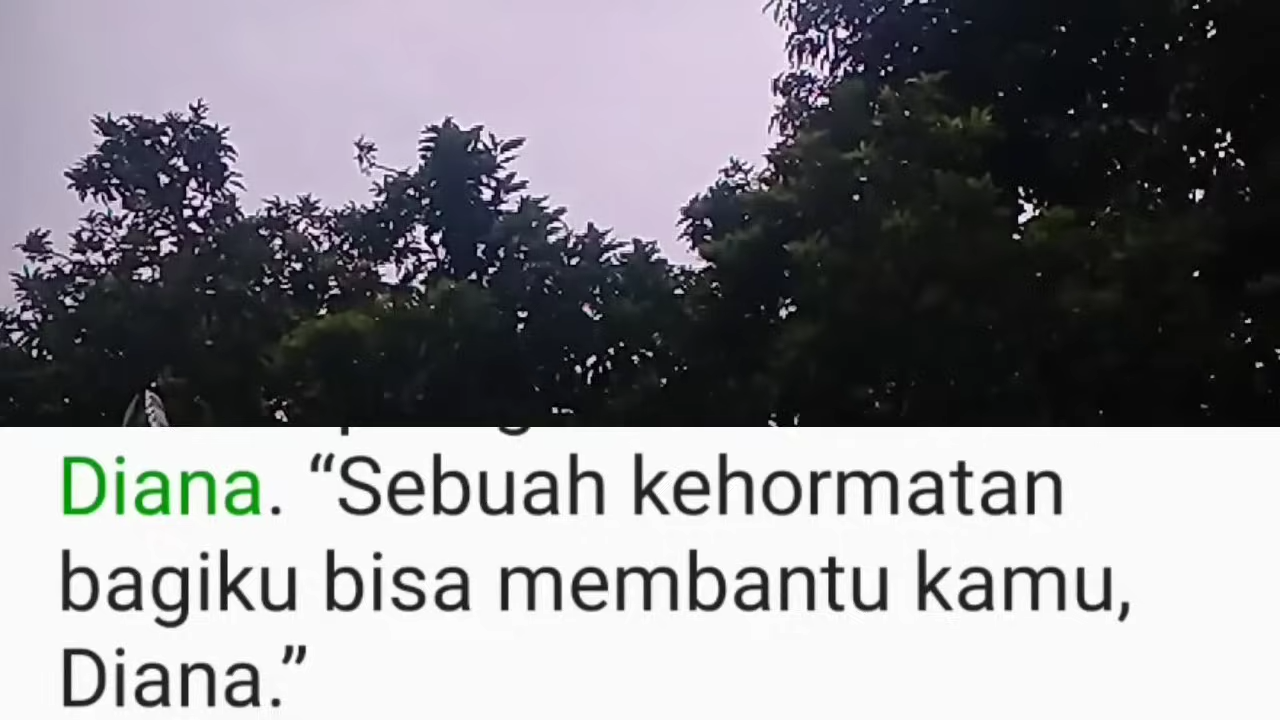 Diana. “Sebuah kehormatan
bagiku bisa membantu kamu,
Diana.”